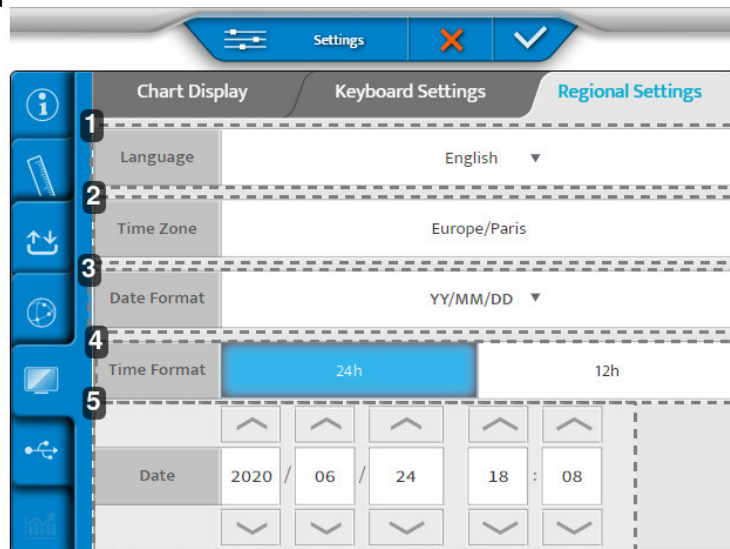 Settings
Chart Display Keyboard Settings Regional Settings
1
Language English
2
Time Zone Europe/Paris
3
Date Format YY/MM/DD
4
Time Format 24h 12h
5
Date 2020 / 06 / 24 18 : 08